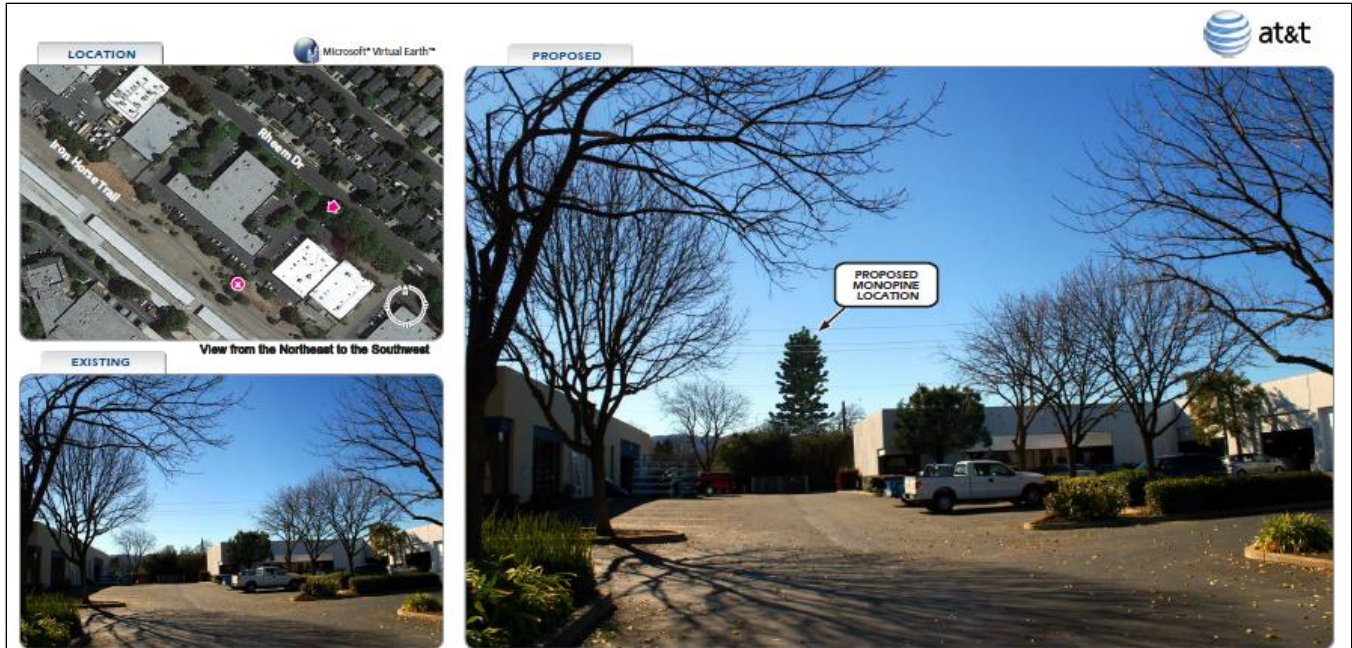 LOCATION
Microsoft® Virtual Earth™
Iron Horse Trail
Rheem Dr
View from the Northeast to the Southwest
EXISTING
PROPOSED
at&t
PROPOSED
MONOPINE
LOCATION